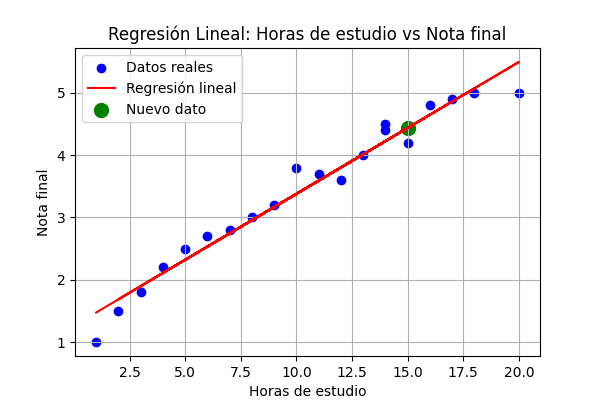 Regresión Lineal: Horas de estudio vs Nota final
Datos reales
Regresión lineal
Nuevo dato
5
4
3
2
1
Nota final
2.5 5.0 7.5 10.0 12.5 15.0 17.5 20.0
Horas de estudio